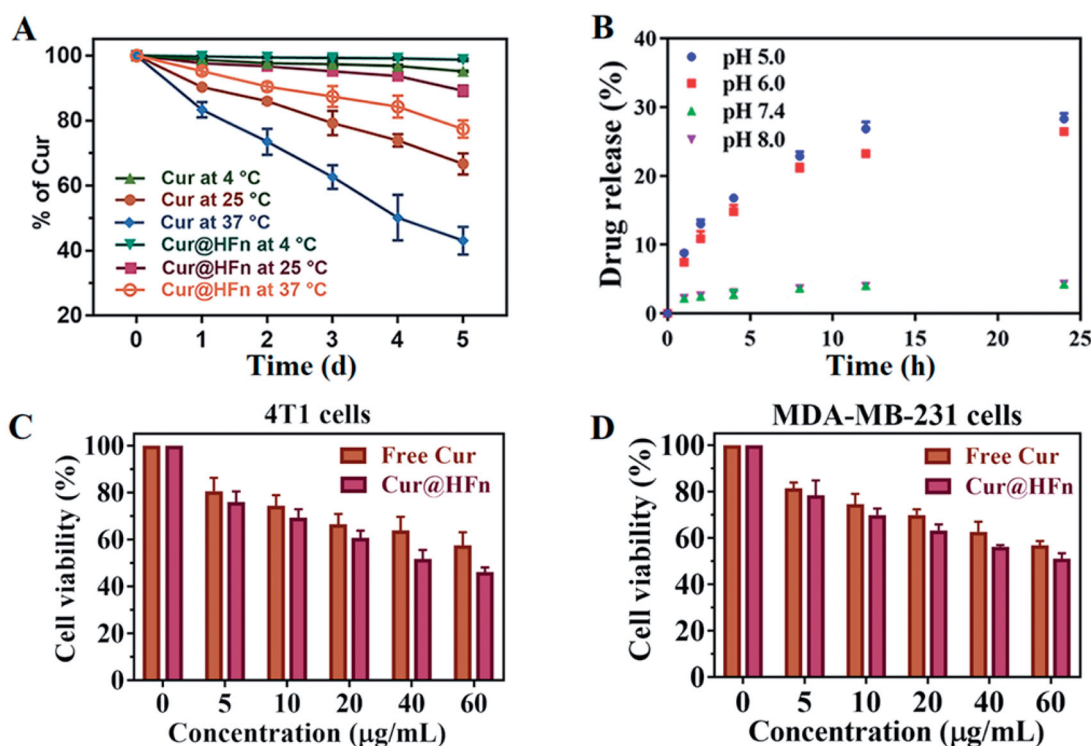 A
% of Cur
100
80
60
40
20
Cur at 4 °C
Cur at 25 °C
Cur at 37 °C
Cur@HFn at 4 °C
Cur@HFn at 25 °C
Cur@HFn at 37 °C
0 1 2 3 4 5
Time (d)
B
Drug release (%)
40
30
20
10
0
pH 5.0
pH 6.0
pH 7.4
pH 8.0
0 5 10 15 20 25
Time (h)
C
4T1 cells
Cell viability (%)
100
80
60
40
20
0
Free Cur
Cur@HFn
0 5 10 20 40 60
Concentration (μg/mL)
D
MDA-MB-231 cells
Cell viability (%)
100
80
60
40
20
0
Free Cur
Cur@HFn
0 5 10 20 40 60
Concentration (μg/mL)